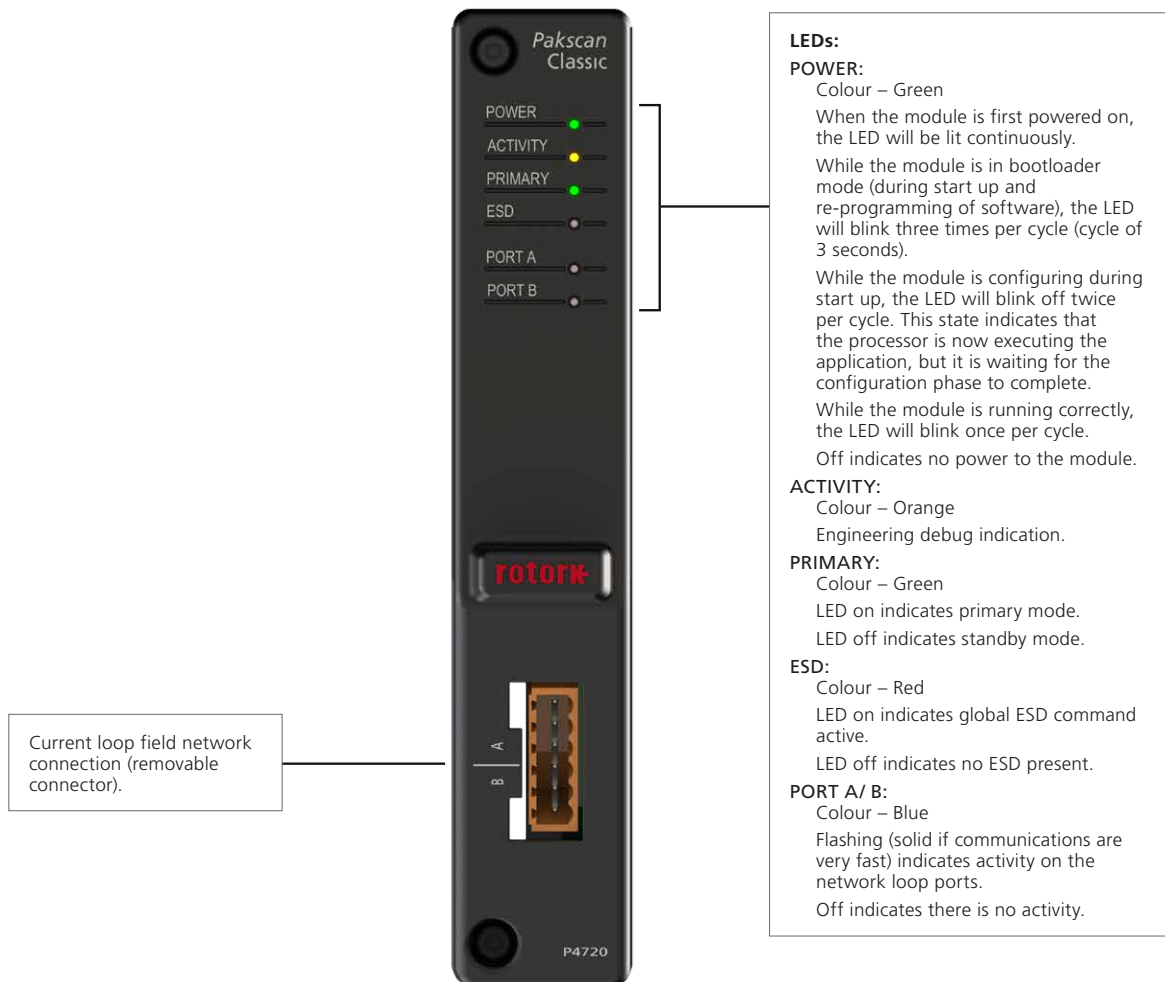 Pakscan
Classic
POWER
ACTIVITY
PRIMARY
ESD
PORT A
PORT B
rotork
A
B
P4720
Current loop field network
connection (removable
connector).
LEDs:
POWER:
Colour – Green
When the module is first powered on,
the LED will be lit continuously.
While the module is in bootloader
mode (during start up and
re-programming of software), the LED
will blink three times per cycle (cycle of
3 seconds).
While the module is configuring during
start up, the LED will blink off twice
per cycle. This state indicates that
the processor is now executing the
application, but it is waiting for the
configuration phase to complete.
While the module is running correctly,
the LED will blink once per cycle.
Off indicates no power to the module.
ACTIVITY:
Colour – Orange
Engineering debug indication.
PRIMARY:
Colour – Green
LED on indicates primary mode.
LED off indicates standby mode.
ESD:
Colour – Red
LED on indicates global ESD command
active.
LED off indicates no ESD present.
PORT A/ B:
Colour – Blue
Flashing (solid if communications are
very fast) indicates activity on the
network loop ports.
Off indicates there is no activity.